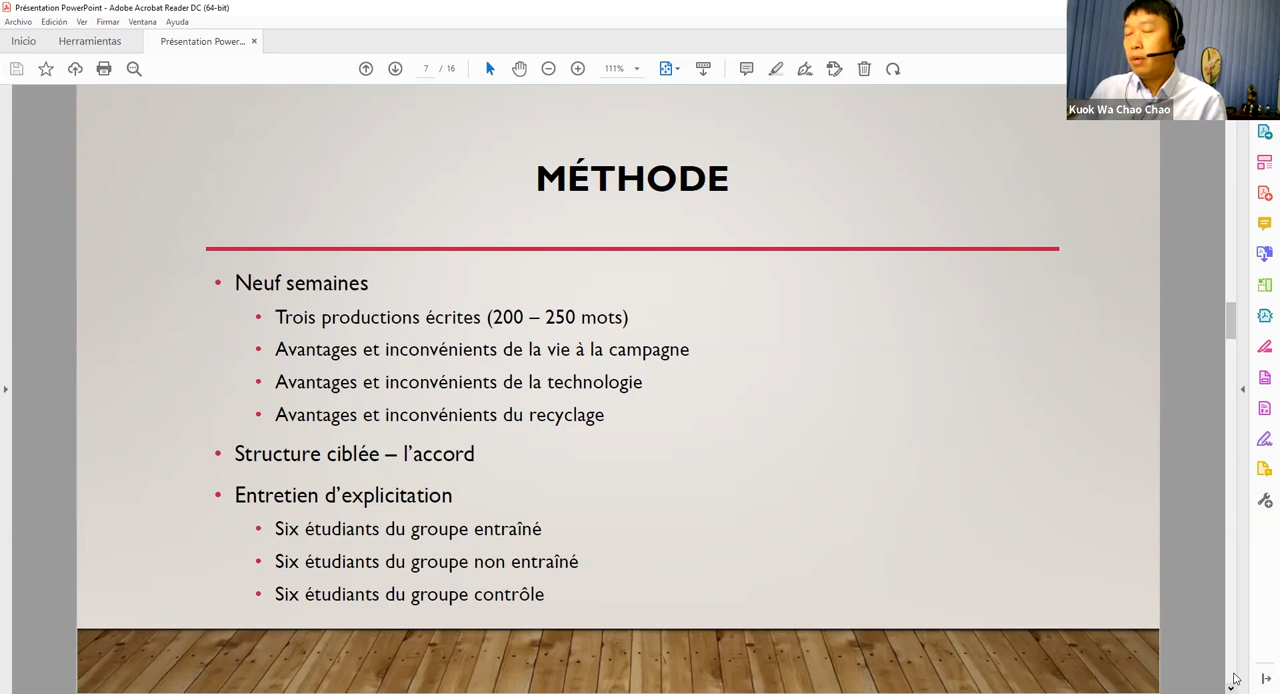 Présentation PowerPoint - Adobe Acrobat Reader DC (64-bit)
Archivo Edición Ver Firmar Ventana Ayuda
Inicio Herramientas Présentation Power... ×
7 / 16 111%
Kuok Wa Chao Chao
MÉTHODE
• Neuf semaines
• Trois productions écrites (200 – 250 mots)
• Avantages et inconvénients de la vie à la campagne
• Avantages et inconvénients de la technologie
• Avantages et inconvénients du recyclage
• Structure ciblée – l’accord
• Entretien d’explicitation
• Six étudiants du groupe entraîné
• Six étudiants du groupe non entraîné
• Six étudiants du groupe contrôle